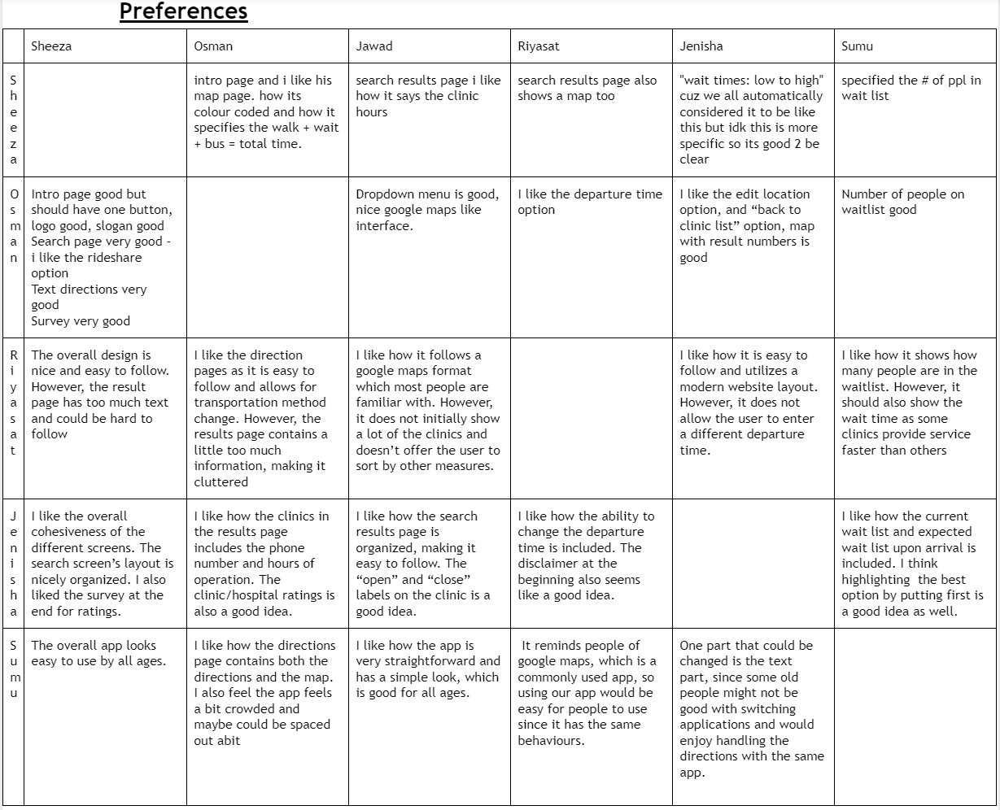 Preferences
Sheeza
Osman
Jawad
Riyasat
Jenisha
Sumu
Sheeza
intro page and i like his
map page. how its
colour coded and how it
specifies the walk + wait
+ bus = total time.
search results page i like
how it says the clinic
hours
search results page also
shows a map too
"wait times: low to high"
cuz we all automatically
considered it to be like
this but idk this is more
specific so its good 2 be
clear
specified the # of ppl in
wait list
Osman
Intro page good but
should have one button,
logo good, slogan good
Search page very good -
i like the rideshare
option
Text directions very
good
Survey very good
Dropdown menu is good,
nice google maps like
interface.
I like the departure time
option
I like the edit location
option, and “back to
clinic list” option, map
with result numbers is
good
Number of people on
waitlist good
Riyasat
The overall design is
nice and easy to follow.
However, the result
page has too much text
and could be hard to
follow
I like the direction
pages as it is easy to
follow and allows for
transportation method
change. However, the
results page contains a
little too much
information, making it
cluttered
I like how it follows a
google maps format
which most people are
familiar with. However,
it does not initially show
a lot of the clinics and
doesn’t offer the user to
sort by other measures.
I like how it is easy to
follow and utilizes a
modern website layout.
However, it does not
allow the user to enter
a different departure
time.
I like how it shows how
many people are in the
waitlist. However, it
should also show the
wait time as some
clinics provide service
faster than others
Jenisha
I like the overall
cohesiveness of the
different screens. The
search screen’s layout is
nicely organized. I also
liked the survey at the
end for ratings.
I like how the clinics in
the results page
includes the phone
number and hours of
operation. The
clinic/hospital ratings is
also a good idea.
I like how the search
results page is
organized, making it
easy to follow. The
“open” and “close”
labels on the clinic is a
good idea.
I like how the ability to
change the departure
time is included. The
disclaimer at the
beginning also seems
like a good idea.
I like how the current
wait list and expected
wait list upon arrival is
included. I think
highlighting  the best
option by putting first is
a good idea as well.
Sumu
The overall app looks
easy to use by all ages.
I like how the directions
page contains both the
directions and the map.
I also feel the app feels
a bit crowded and
maybe could be spaced
out abit
I like how the app is
very straightforward and
has a simple look, which
is good for all ages.
It reminds people of
google maps, which is a
commonly used app, so
using our app would be
easy for people to use
since it has the same
behaviours.
One part that could be
changed is the text
part, since some old
people might not be
good with switching
applications and would
enjoy handling the
directions with the same
app.